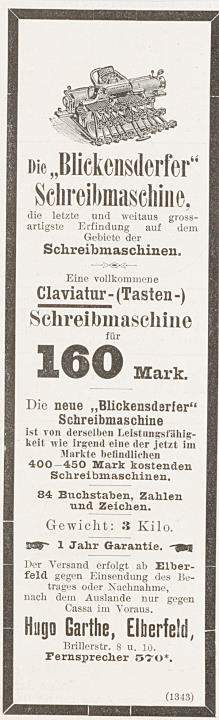 Die „Blickensderfer“
Schreibmaschine,
die letzte und weitaus gross-
artigste Erfindung auf dem
Gebiete der
Schreibmaschinen.
Eine vollkommene
Claviatur-(Tasten-)
Schreibmaschine
für
160 Mark.
Die neue „Blickensderfer“
Schreibmaschine
ist von derselben Leistungsfähig-
keit wie irgend eine der jetzt im
Markte befindlichen
400—450 Mark kostenden
Schreibmaschinen.
84 Buchstaben, Zahlen
und Zeichen.
Gewicht: 3 Kilo.
1 Jahr Garantie.
Der Versand erfolgt ab Elber-
feld gegen Einsendung des Be-
trages oder Nachnahme,
nach dem Auslande nur gegen
Cassa im Voraus.
Hugo Garthe, Elberfeld,
Brillerstr. 8 u. 10.
Fernsprecher 570*.
(1343)